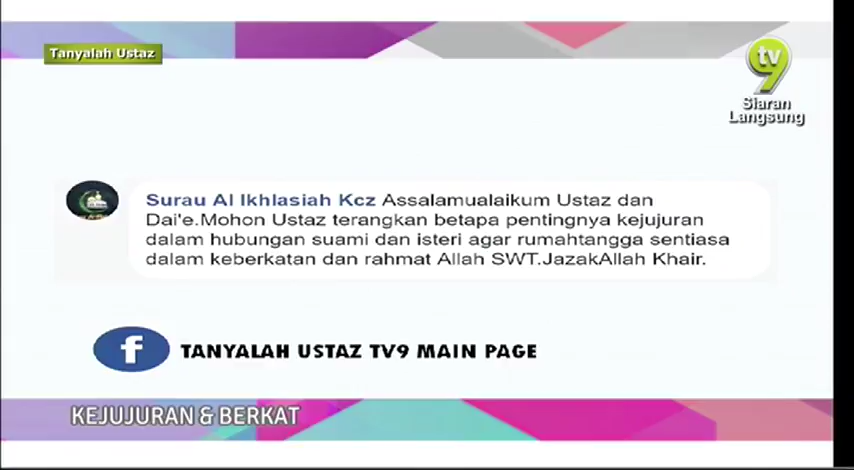 Tanyalah Ustaz
tv
9
Siaran
Langsung
Surau Al Ikhlasiah Kcz Assalamualaikum Ustaz dan
Dai'e.Mohon Ustaz terangkan betapa pentingnya kejujuran
dalam hubungan suami dan isteri agar rumahtangga sentiasa
dalam keberkatan dan rahmat Allah SWT.JazakAllah Khair.
f
TANYALAH USTAZ TV9 MAIN PAGE
KEJUJURAN & BERKAT